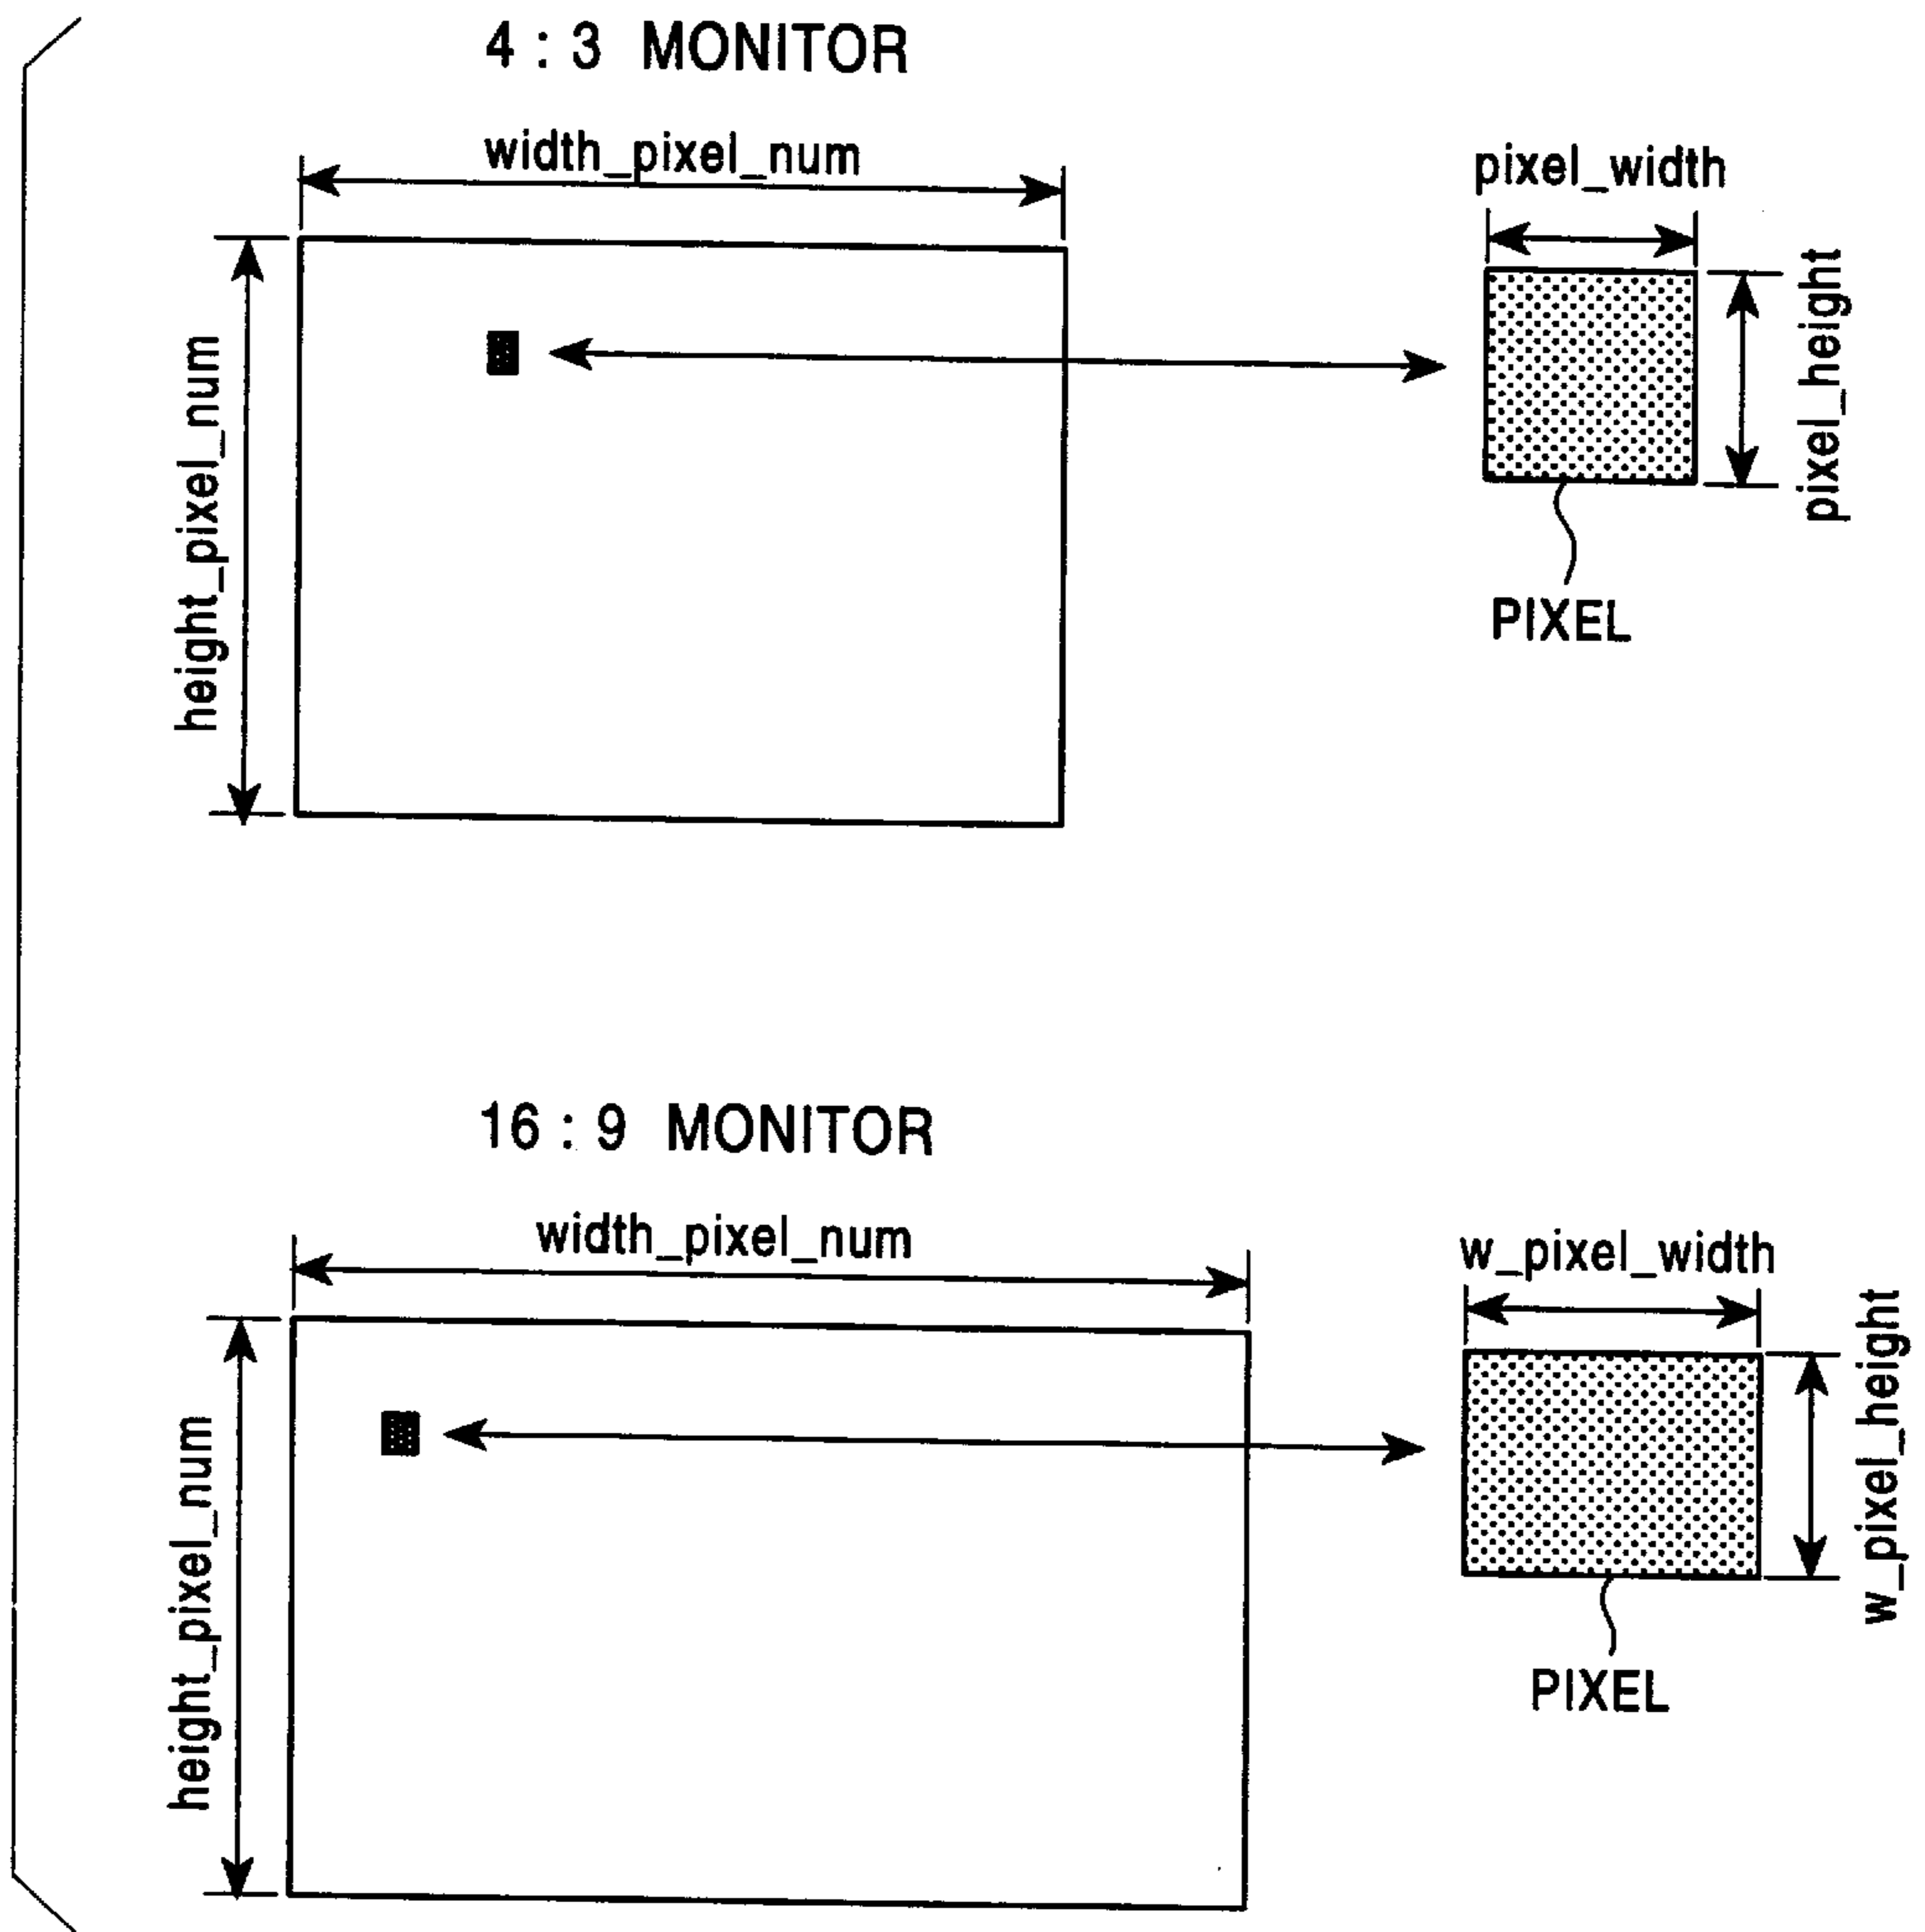 4 : 3 MONITOR
width_pixel_num
pixel_width
height_pixel_num
pixel_height
PIXEL
16 : 9 MONITOR
width_pixel_num
w_pixel_width
height_pixel_num
w_pixel_height
PIXEL